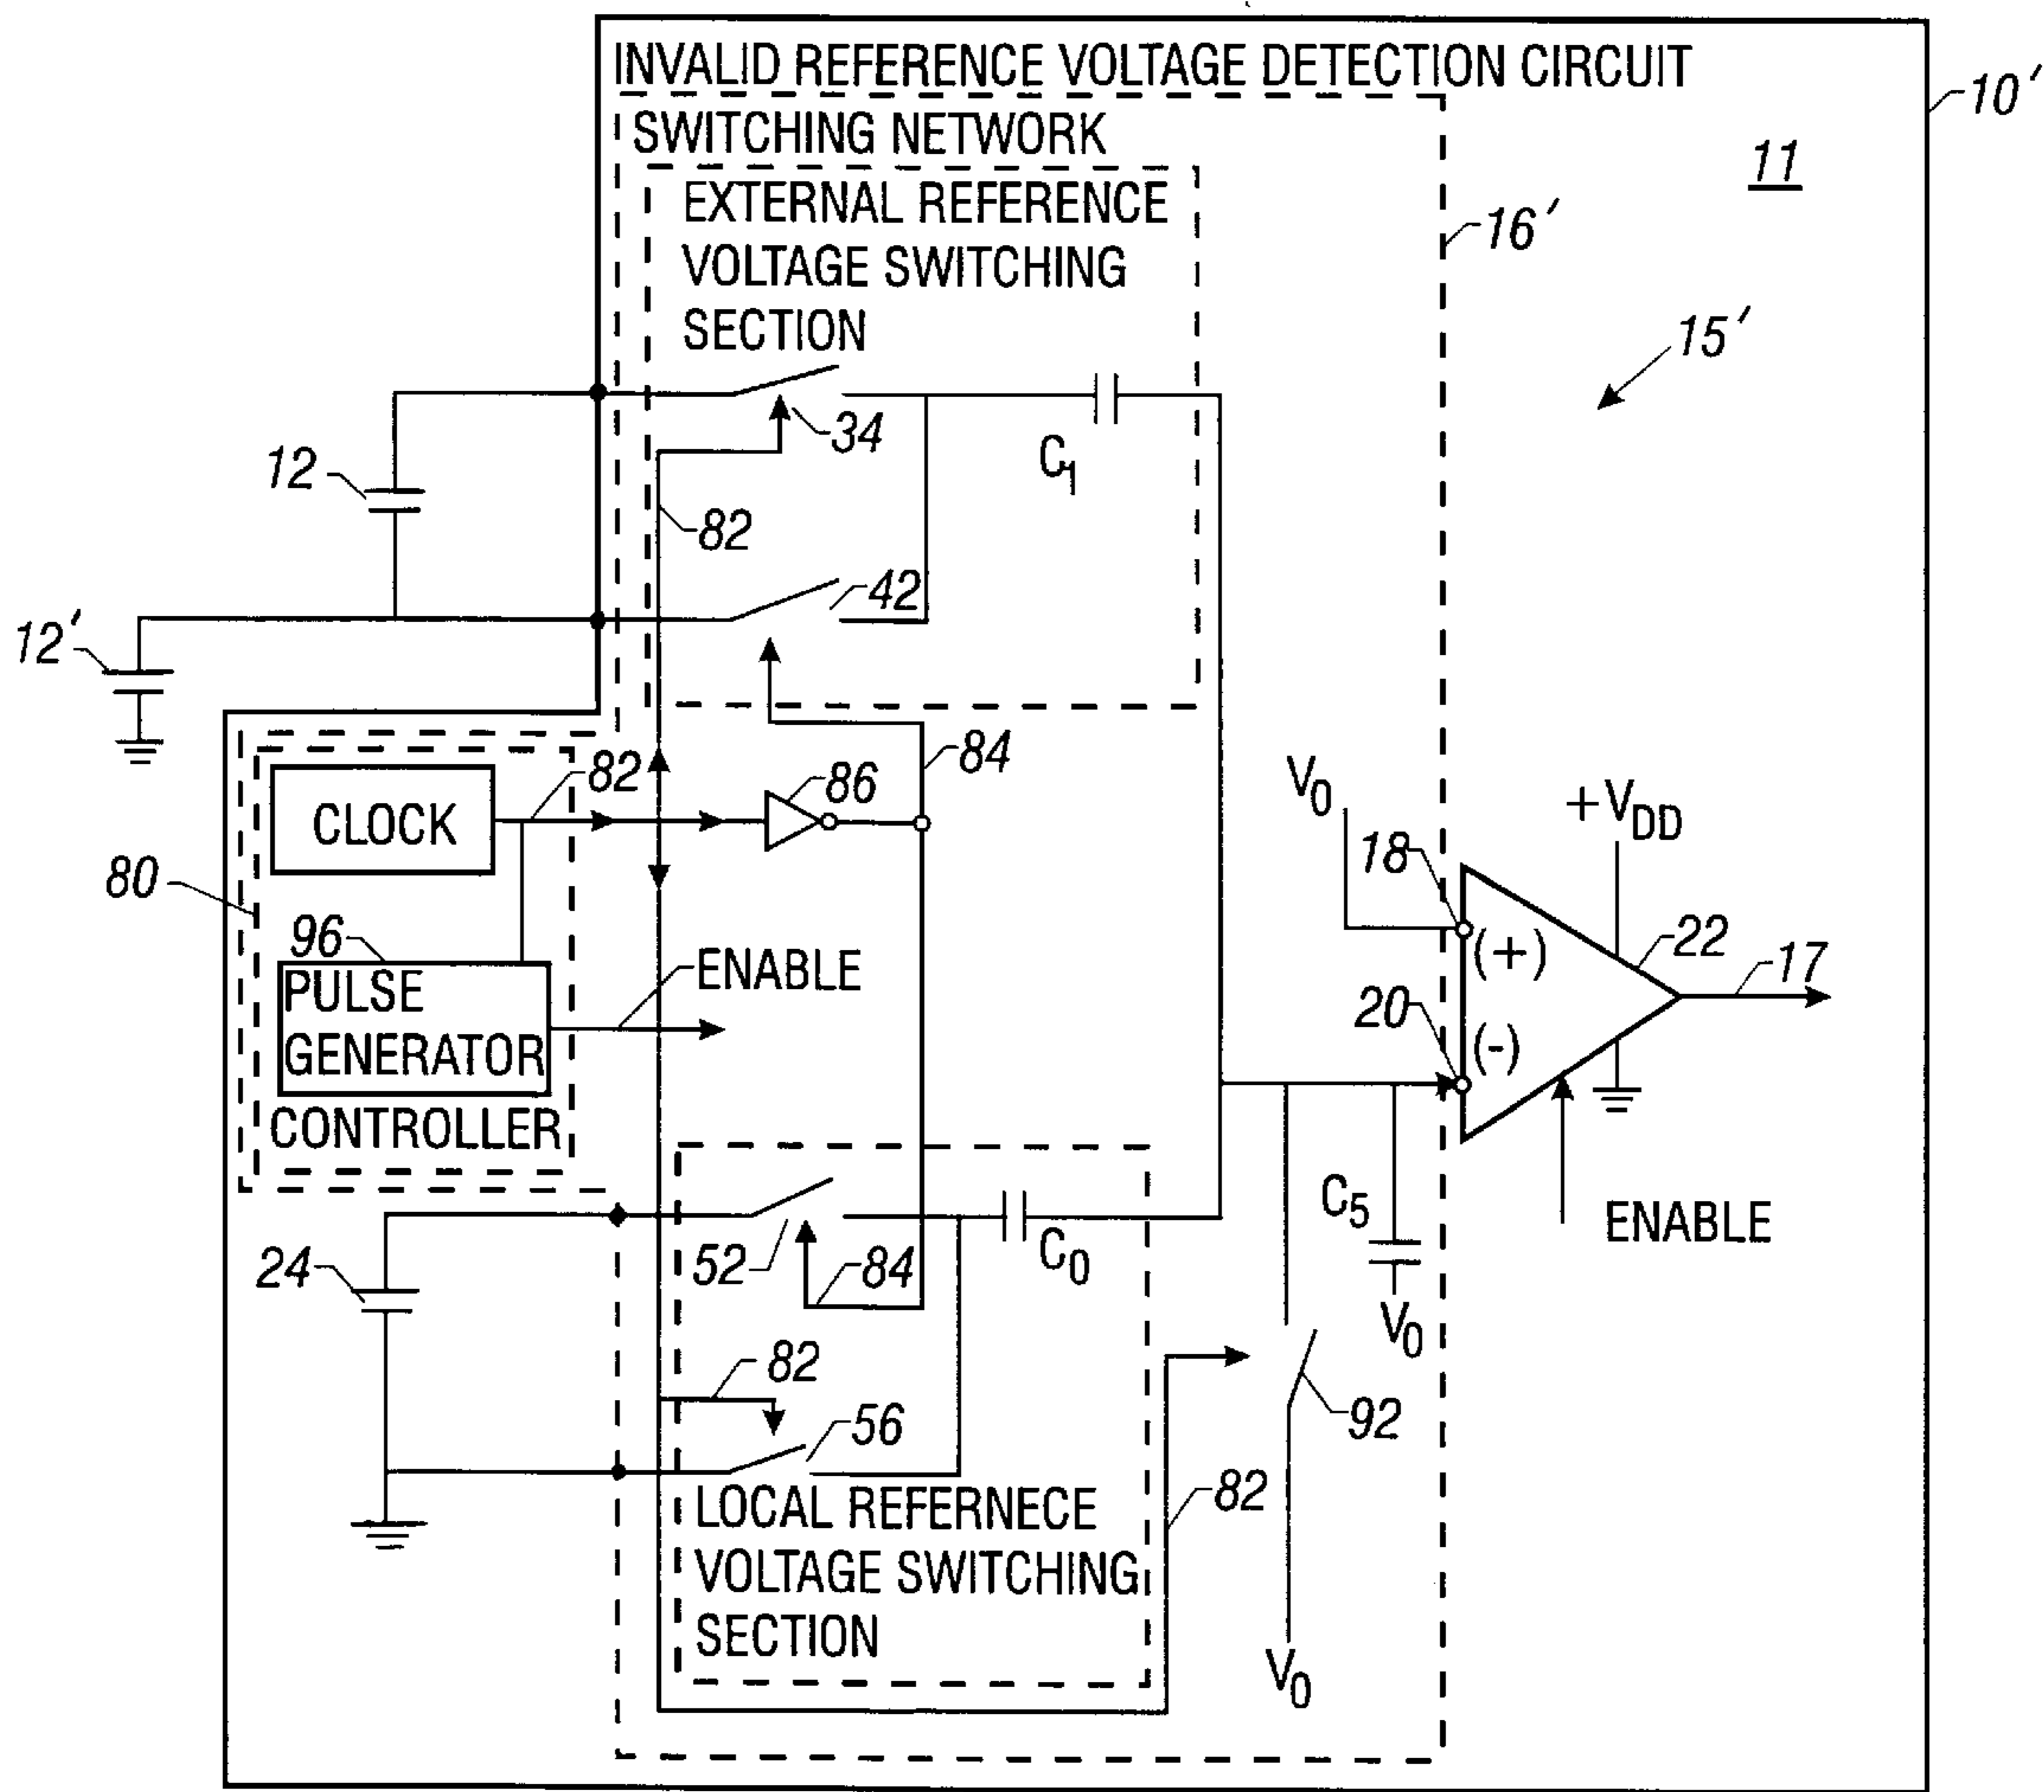 INVALID REFERENCE VOLTAGE DETECTION CIRCUIT
10'
SWITCHING NETWORK
11
EXTERNAL REFERENCE
VOLTAGE SWITCHING
SECTION
16'
15'
34
12
C1
82
42
12'
84
82
86
CLOCK
V0
+VDD
18
80
96
22
(+)
17
ENABLE
PULSE
GENERATOR
20
(-)
CONTROLLER
C5
ENABLE
52
84
C0
24
V0
82
56
92
82
LOCAL REFERNECE
VOLTAGE SWITCHING
SECTION
V0